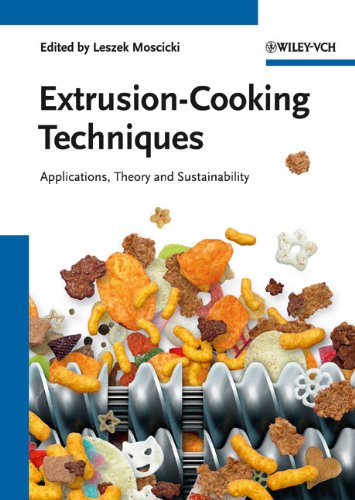 Edited by Leszek Moscicki
WILEY-VCH
Extrusion-Cooking
Techniques
Applications, Theory and Sustainability